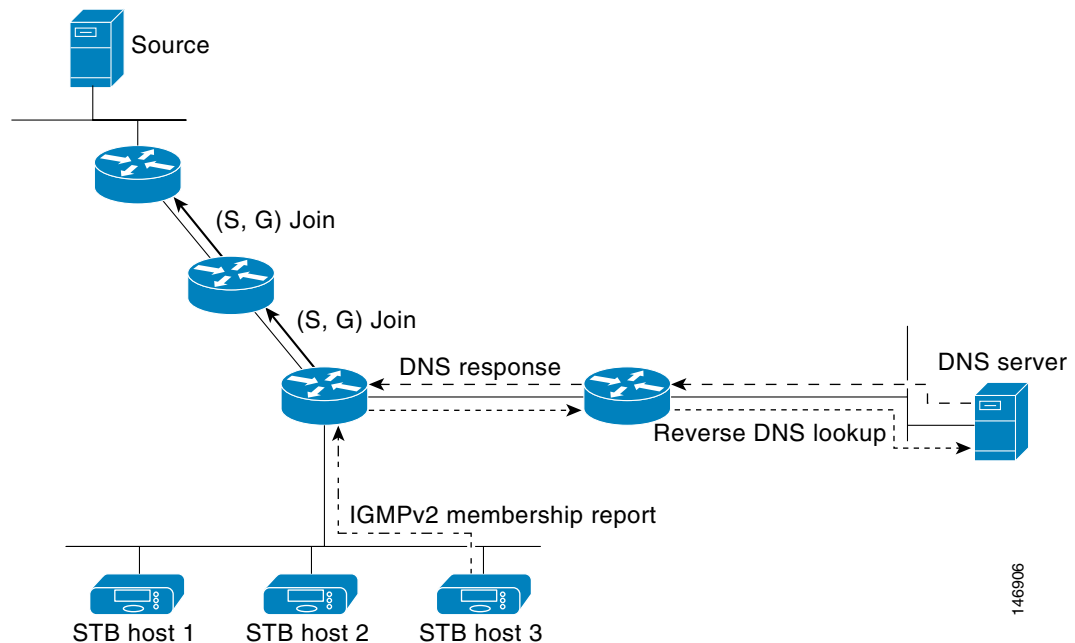 Source
(S, G) Join
(S, G) Join
DNS response
DNS server
Reverse DNS lookup
IGMPv2 membership report
STB host 1
STB host 2
STB host 3
146906